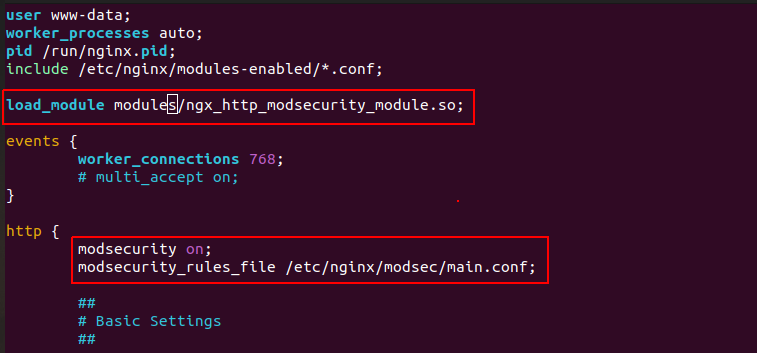 user www-data;
worker_processes auto;
pid /run/nginx.pid;
include /etc/nginx/modules-enabled/*.conf;
load_module modules/ngx_http_modsecurity_module.so;
events {
worker_connections 768;
# multi_accept on;
}
http {
modsecurity on;
modsecurity_rules_file /etc/nginx/modsec/main.conf;
##
# Basic Settings
##